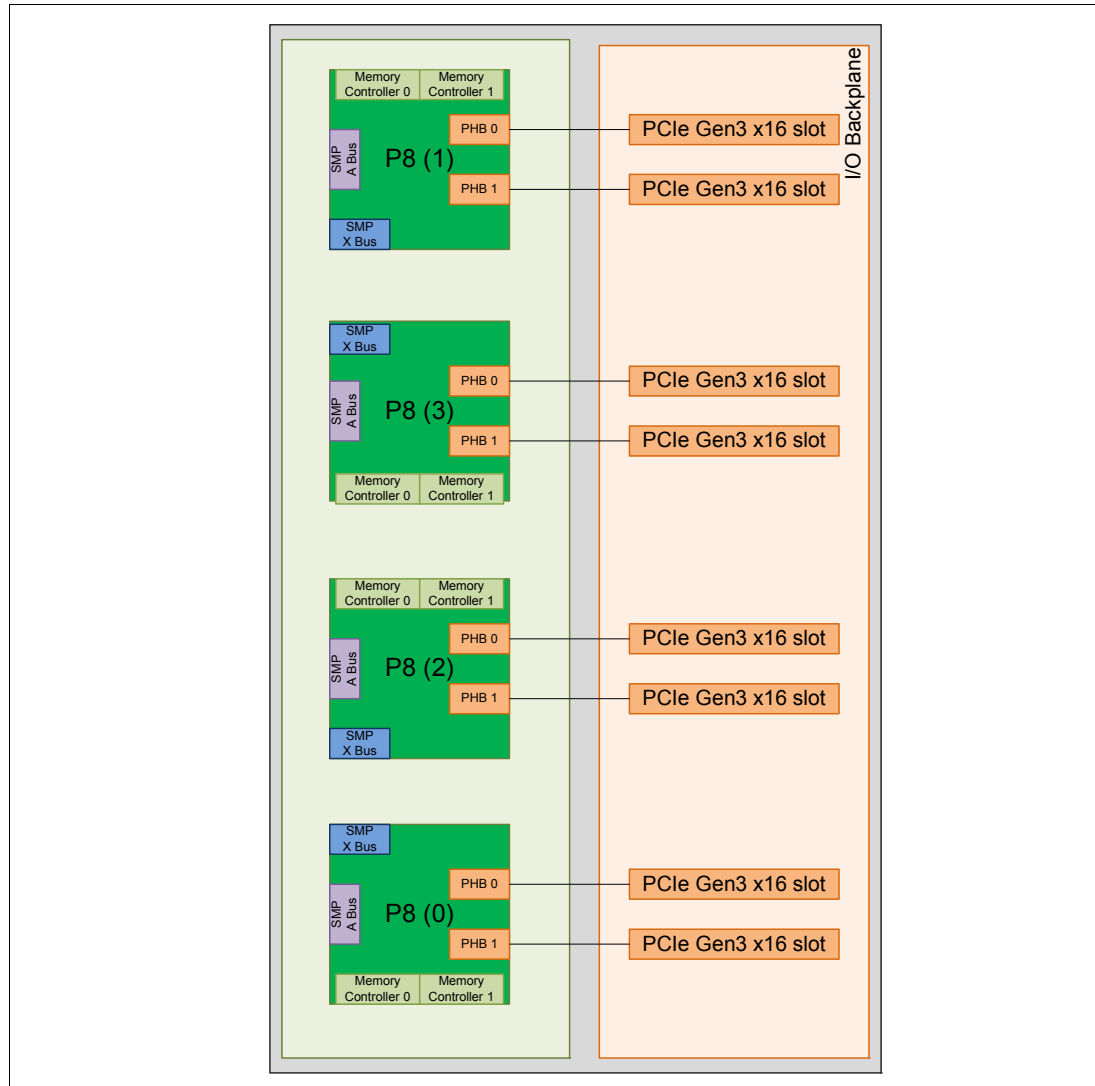 Memory
Controller 0
Memory
Controller 1
PHB 0
PCIe Gen3 x16 slot
SMP
A Bus
P8 (1)
PHB 1
PCIe Gen3 x16 slot
SMP
X Bus
I/O Backplane
SMP
X Bus
PHB 0
PCIe Gen3 x16 slot
SMP
A Bus
P8 (3)
PHB 1
PCIe Gen3 x16 slot
Memory
Controller 0
Memory
Controller 1
Memory
Controller 0
Memory
Controller 1
PHB 0
PCIe Gen3 x16 slot
SMP
A Bus
P8 (2)
PHB 1
PCIe Gen3 x16 slot
SMP
X Bus
SMP
X Bus
PHB 0
PCIe Gen3 x16 slot
SMP
A Bus
P8 (0)
PHB 1
PCIe Gen3 x16 slot
Memory
Controller 0
Memory
Controller 1